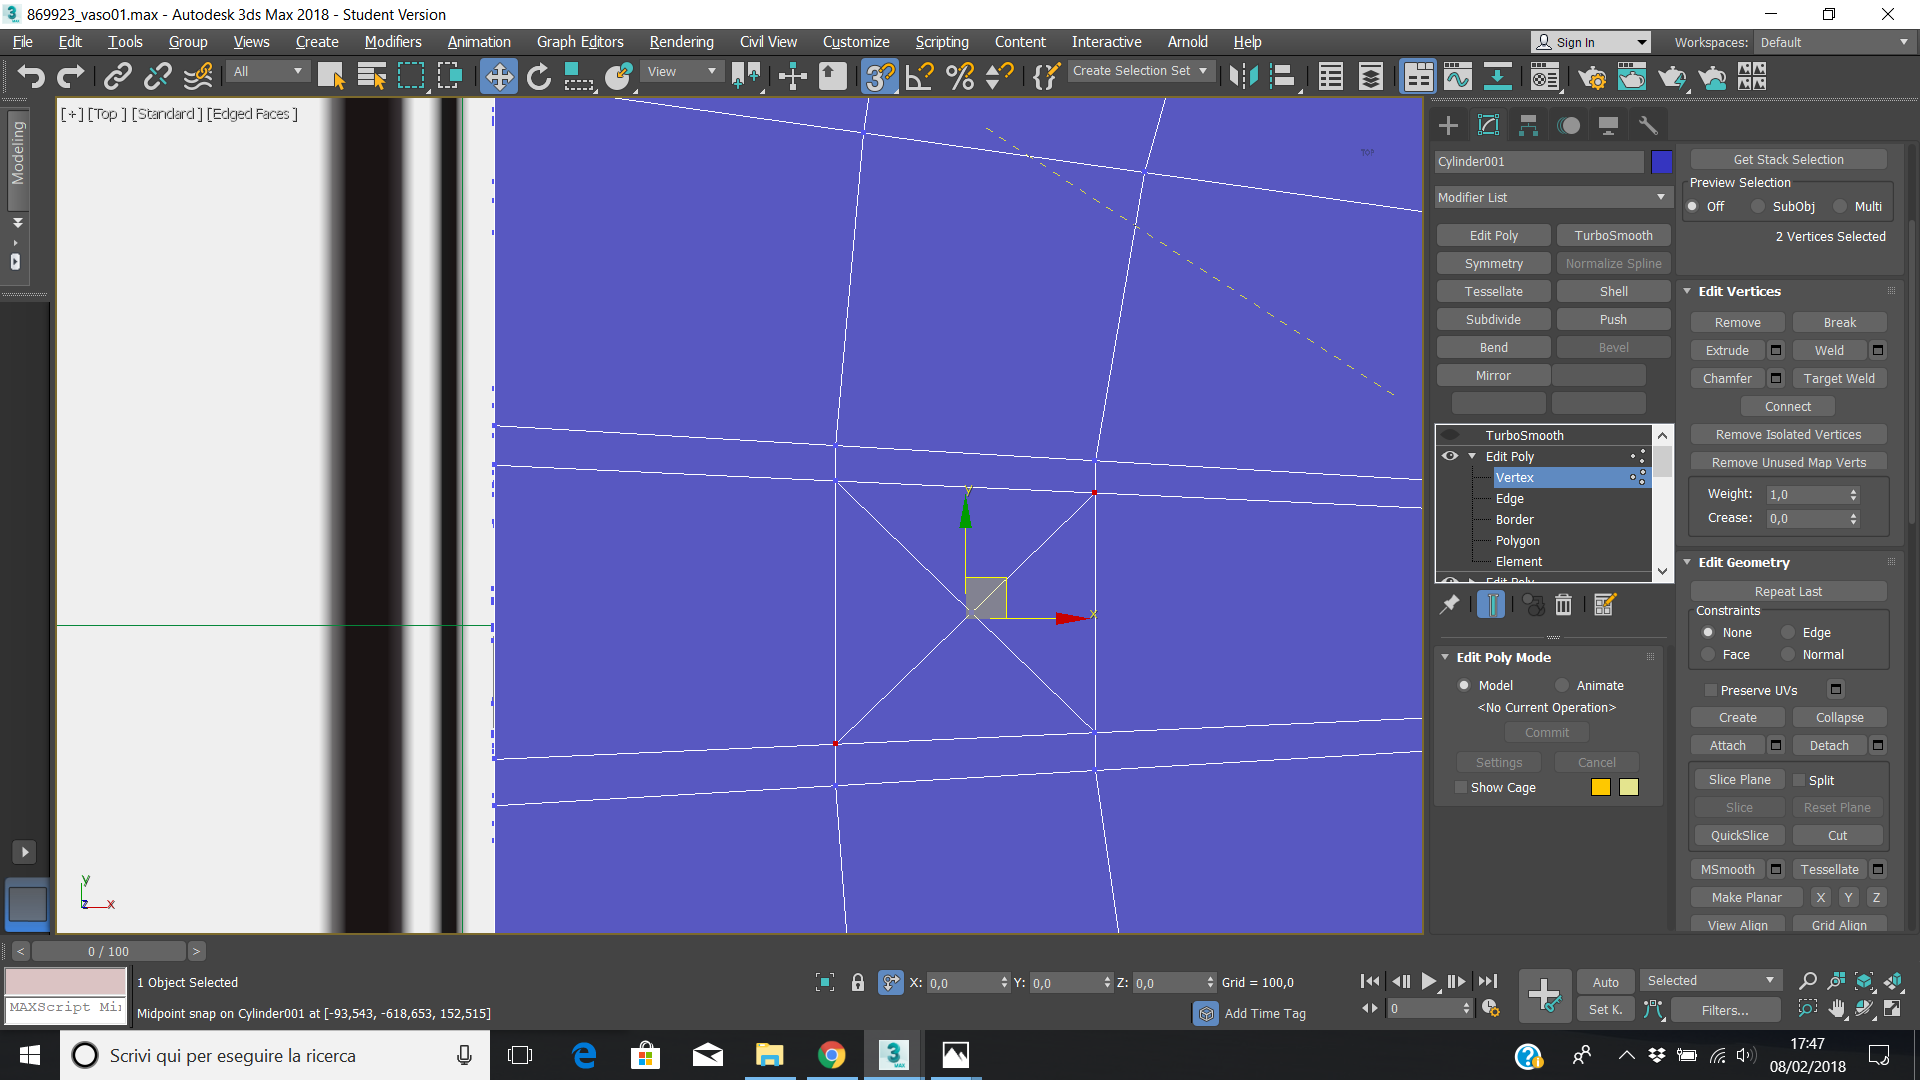 869923_vaso01.max - Autodesk 3ds Max 2018 - Student Version
File Edit Tools Group Views Create Modifiers Animation Graph Editors Rendering Civil View Customize Scripting Content Interactive Arnold Help
Sign In
Workspaces: Default
All
View
Create Selection Set
[+] [Top ] [Standard ] [Edged Faces ]
Modeling
TOP
y
x
y
z
x
Cylinder001
Modifier List
Edit Poly TurboSmooth
Symmetry Normalize Spline
Tessellate Shell
Subdivide Push
Bend Bevel
Mirror
TurboSmooth
Edit Poly
Vertex
Edge
Border
Polygon
Element
Edit Poly
Edit Poly Mode
Model Animate
<No Current Operation>
Commit
Settings Cancel
Show Cage
Get Stack Selection
Preview Selection
Off SubObj Multi
2 Vertices Selected
Edit Vertices
Remove Break
Extrude Weld
Chamfer Target Weld
Connect
Remove Isolated Vertices
Remove Unused Map Verts
Weight: 1,0
Crease: 0,0
Edit Geometry
Repeat Last
Constraints
None Edge
Face Normal
Preserve UVs
Create Collapse
Attach Detach
Slice Plane Split
Slice Reset Plane
QuickSlice Cut
MSmooth Tessellate
Make Planar X Y Z
View Align Grid Align
< 0 / 100 >
MAXScript Mi
1 Object Selected
Midpoint snap on Cylinder001 at [-93,543, -618,653, 152,515]
X: 0,0 Y: 0,0 Z: 0,0 Grid = 100,0
Add Time Tag
0
Auto Selected
Set K. Filters...
Scrivi qui per eseguire la ricerca
3
MAX
17:47
08/02/2018